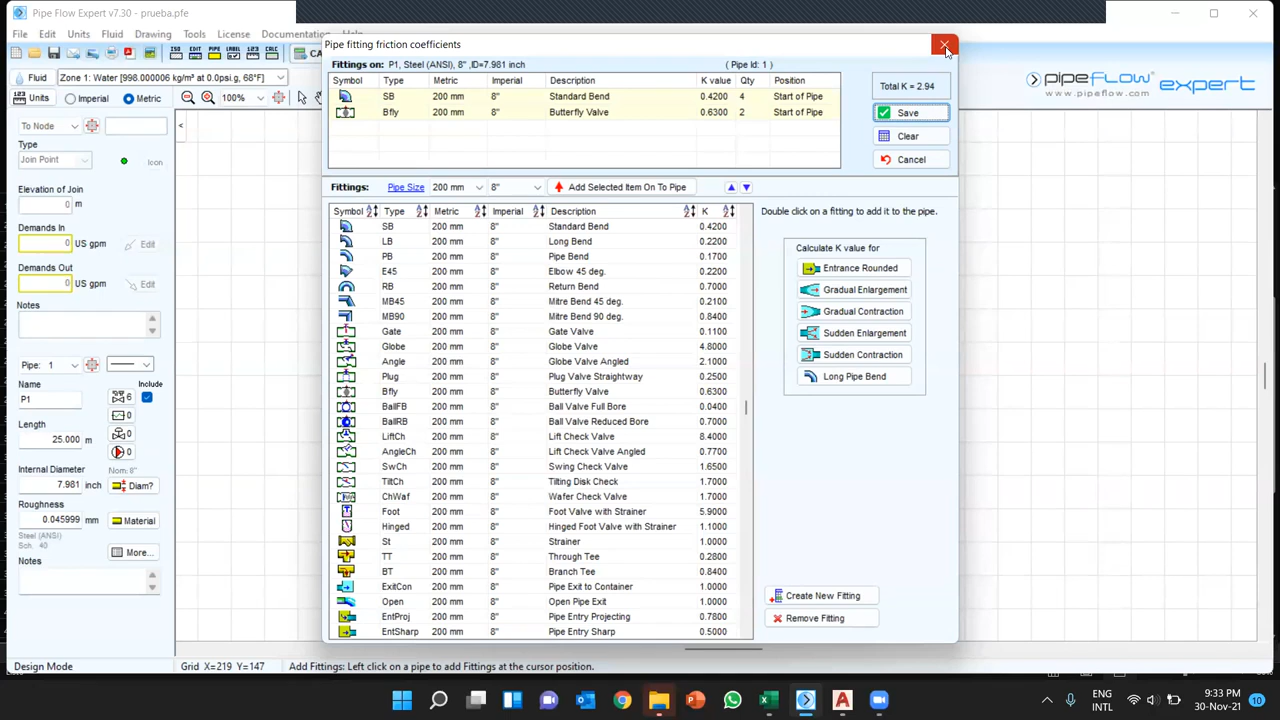 Pipe Flow Expert v7.30 - prueba.pfe
File Edit Units Fluid Drawing Tools License Documentation
ISO EDIT PIPE LABEL 123 CALC CA
Fluid Zone 1: Water [998.000006 kg/m³ at 0.0psi.g, 68°F]
Units Imperial Metric 100%
pipeflow expert
www.pipeflow.com
To Node
Type
Join Point Icon
Elevation of Join
0 m
Demands In
0 US gpm Edit
Demands Out
0 US gpm Edit
Notes
Pipe: 1
Name Include
P1 6
0
Length 0
25.000 m 0
Internal Diameter Nom: 8"
7.981 inch Diam?
Roughness
0.045999 mm Material
Steel (ANSI)
Sch. 40
More...
Notes
Pipe fitting friction coefficients
Fittings on: P1, Steel (ANSI), 8" ,ID=7.981 inch ( Pipe Id: 1 )
Symbol Type Metric Imperial Description K value Qty Position
SB 200 mm 8" Standard Bend 0.4200 4 Start of Pipe
Bfly 200 mm 8" Butterfly Valve 0.6300 2 Start of Pipe
Total K = 2.94
Save
Clear
Cancel
Fittings: Pipe Size 200 mm 8" Add Selected Item On To Pipe
Symbol Type Metric Imperial Description K
SB 200 mm 8" Standard Bend 0.4200
LB 200 mm 8" Long Bend 0.2200
PB 200 mm 8" Pipe Bend 0.1700
E45 200 mm 8" Elbow 45 deg. 0.2200
RB 200 mm 8" Return Bend 0.7000
MB45 200 mm 8" Mitre Bend 45 deg. 0.2100
MB90 200 mm 8" Mitre Bend 90 deg. 0.8400
Gate 200 mm 8" Gate Valve 0.1100
Globe 200 mm 8" Globe Valve 4.8000
Angle 200 mm 8" Globe Valve Angled 2.1000
Plug 200 mm 8" Plug Valve Straightway 0.2500
Bfly 200 mm 8" Butterfly Valve 0.6300
BallFB 200 mm 8" Ball Valve Full Bore 0.0400
BallRB 200 mm 8" Ball Valve Reduced Bore 0.7000
LiftCh 200 mm 8" Lift Check Valve 8.4000
AngleCh 200 mm 8" Lift Check Valve Angled 0.7700
SwCh 200 mm 8" Swing Check Valve 1.6500
TiltCh 200 mm 8" Tilting Disk Check 1.7000
ChWaf 200 mm 8" Wafer Check Valve 1.7000
Foot 200 mm 8" Foot Valve with Strainer 5.9000
Hinged 200 mm 8" Hinged Foot Valve with Strainer 1.1000
St 200 mm 8" Strainer 1.0000
TT 200 mm 8" Through Tee 0.2800
BT 200 mm 8" Branch Tee 0.8400
ExitCon 200 mm 8" Pipe Exit to Container 1.0000
Open 200 mm 8" Open Pipe Exit 1.0000
EntProj 200 mm 8" Pipe Entry Projecting 0.7800
EntSharp 200 mm 8" Pipe Entry Sharp 0.5000
Double click on a fitting to add it to the pipe.
Calculate K value for
Entrance Rounded
Gradual Enlargement
Gradual Contraction
Sudden Enlargement
Sudden Contraction
Long Pipe Bend
Create New Fitting
Remove Fitting
Design Mode Grid X=219 Y=147 Add Fittings: Left click on a pipe to add Fittings at the cursor position.
ENG
INTL
9:33 PM
30-Nov-21
10